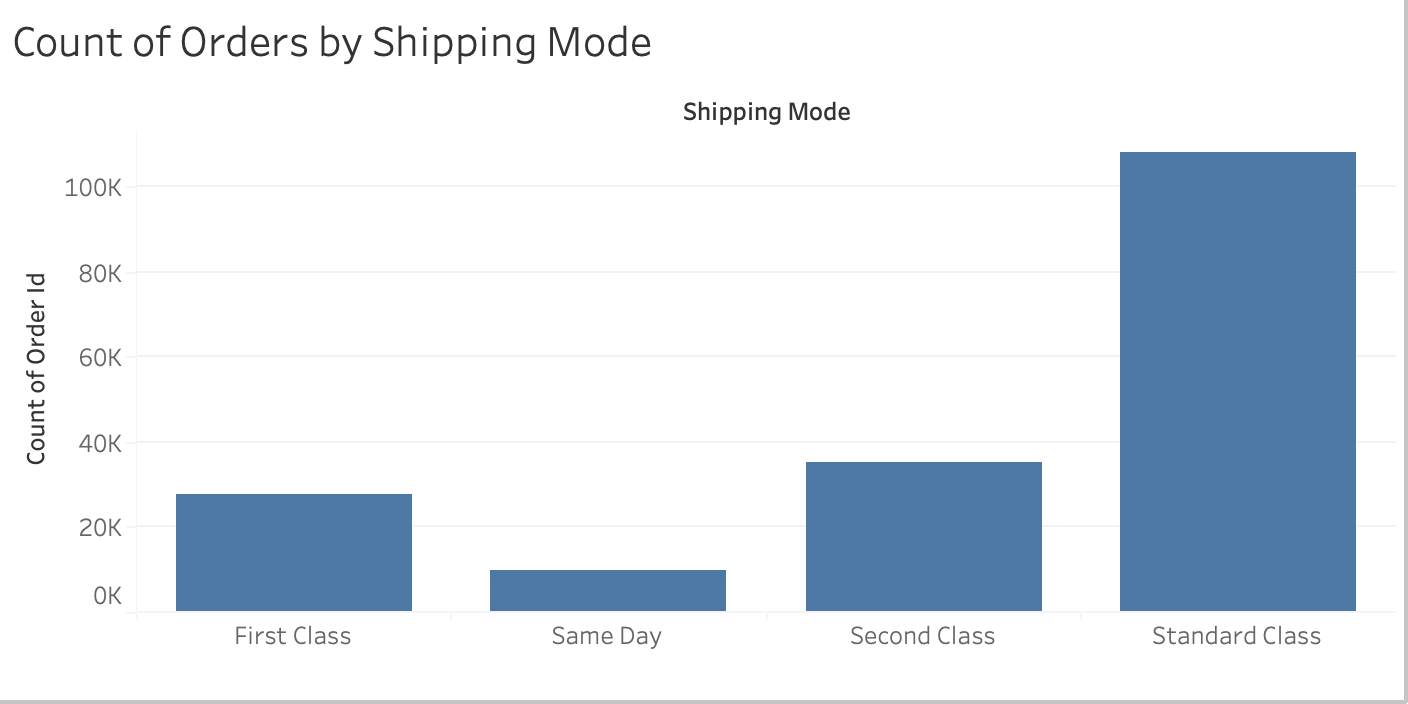 Count of Orders by Shipping Mode
Shipping Mode
Count of Order Id
100K
80K
60K
40K
20K
0K
First Class
Same Day
Second Class
Standard Class